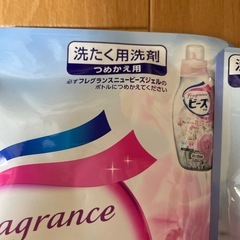 洗たく用洗剤
つめかえ用
必ずフレグランスニュービーズジェルの
ボトルにつめかえてください
ビーズ
agrance